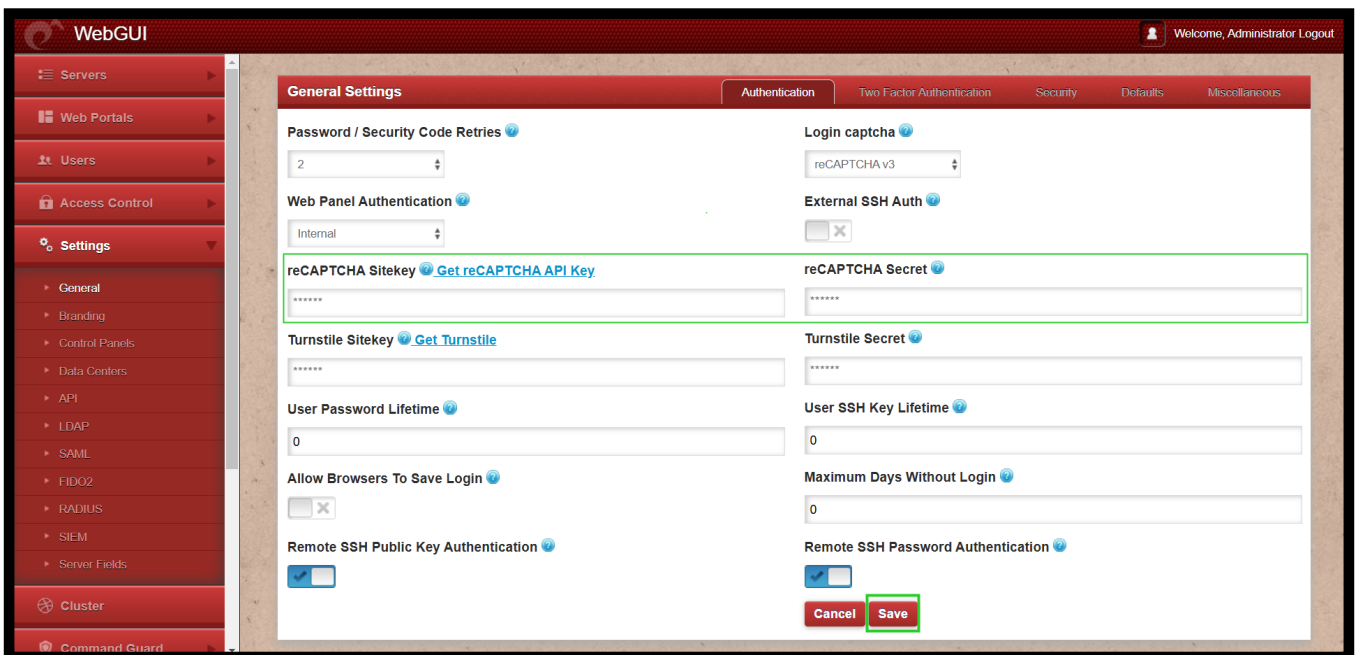 WebGUI
Welcome, Administrator Logout
Servers
Web Portals
Users
Access Control
Settings
General
Branding
Control Panels
Data Centers
API
LDAP
SAML
FIDO2
RADIUS
SIEM
Server Fields
Cluster
Command Guard
General Settings
Authentication
Two Factor Authentication
Security
Defaults
Miscellaneous
Password / Security Code Retries
Login captcha
2
reCAPTCHA v3
Web Panel Authentication
External SSH Auth
Internal
reCAPTCHA Sitekey Get reCAPTCHA API Key
reCAPTCHA Secret
******
******
Turnstile Sitekey Get Turnstile
Turnstile Secret
******
******
User Password Lifetime
User SSH Key Lifetime
0
0
Allow Browsers To Save Login
Maximum Days Without Login
0
Remote SSH Public Key Authentication
Remote SSH Password Authentication
Cancel
Save